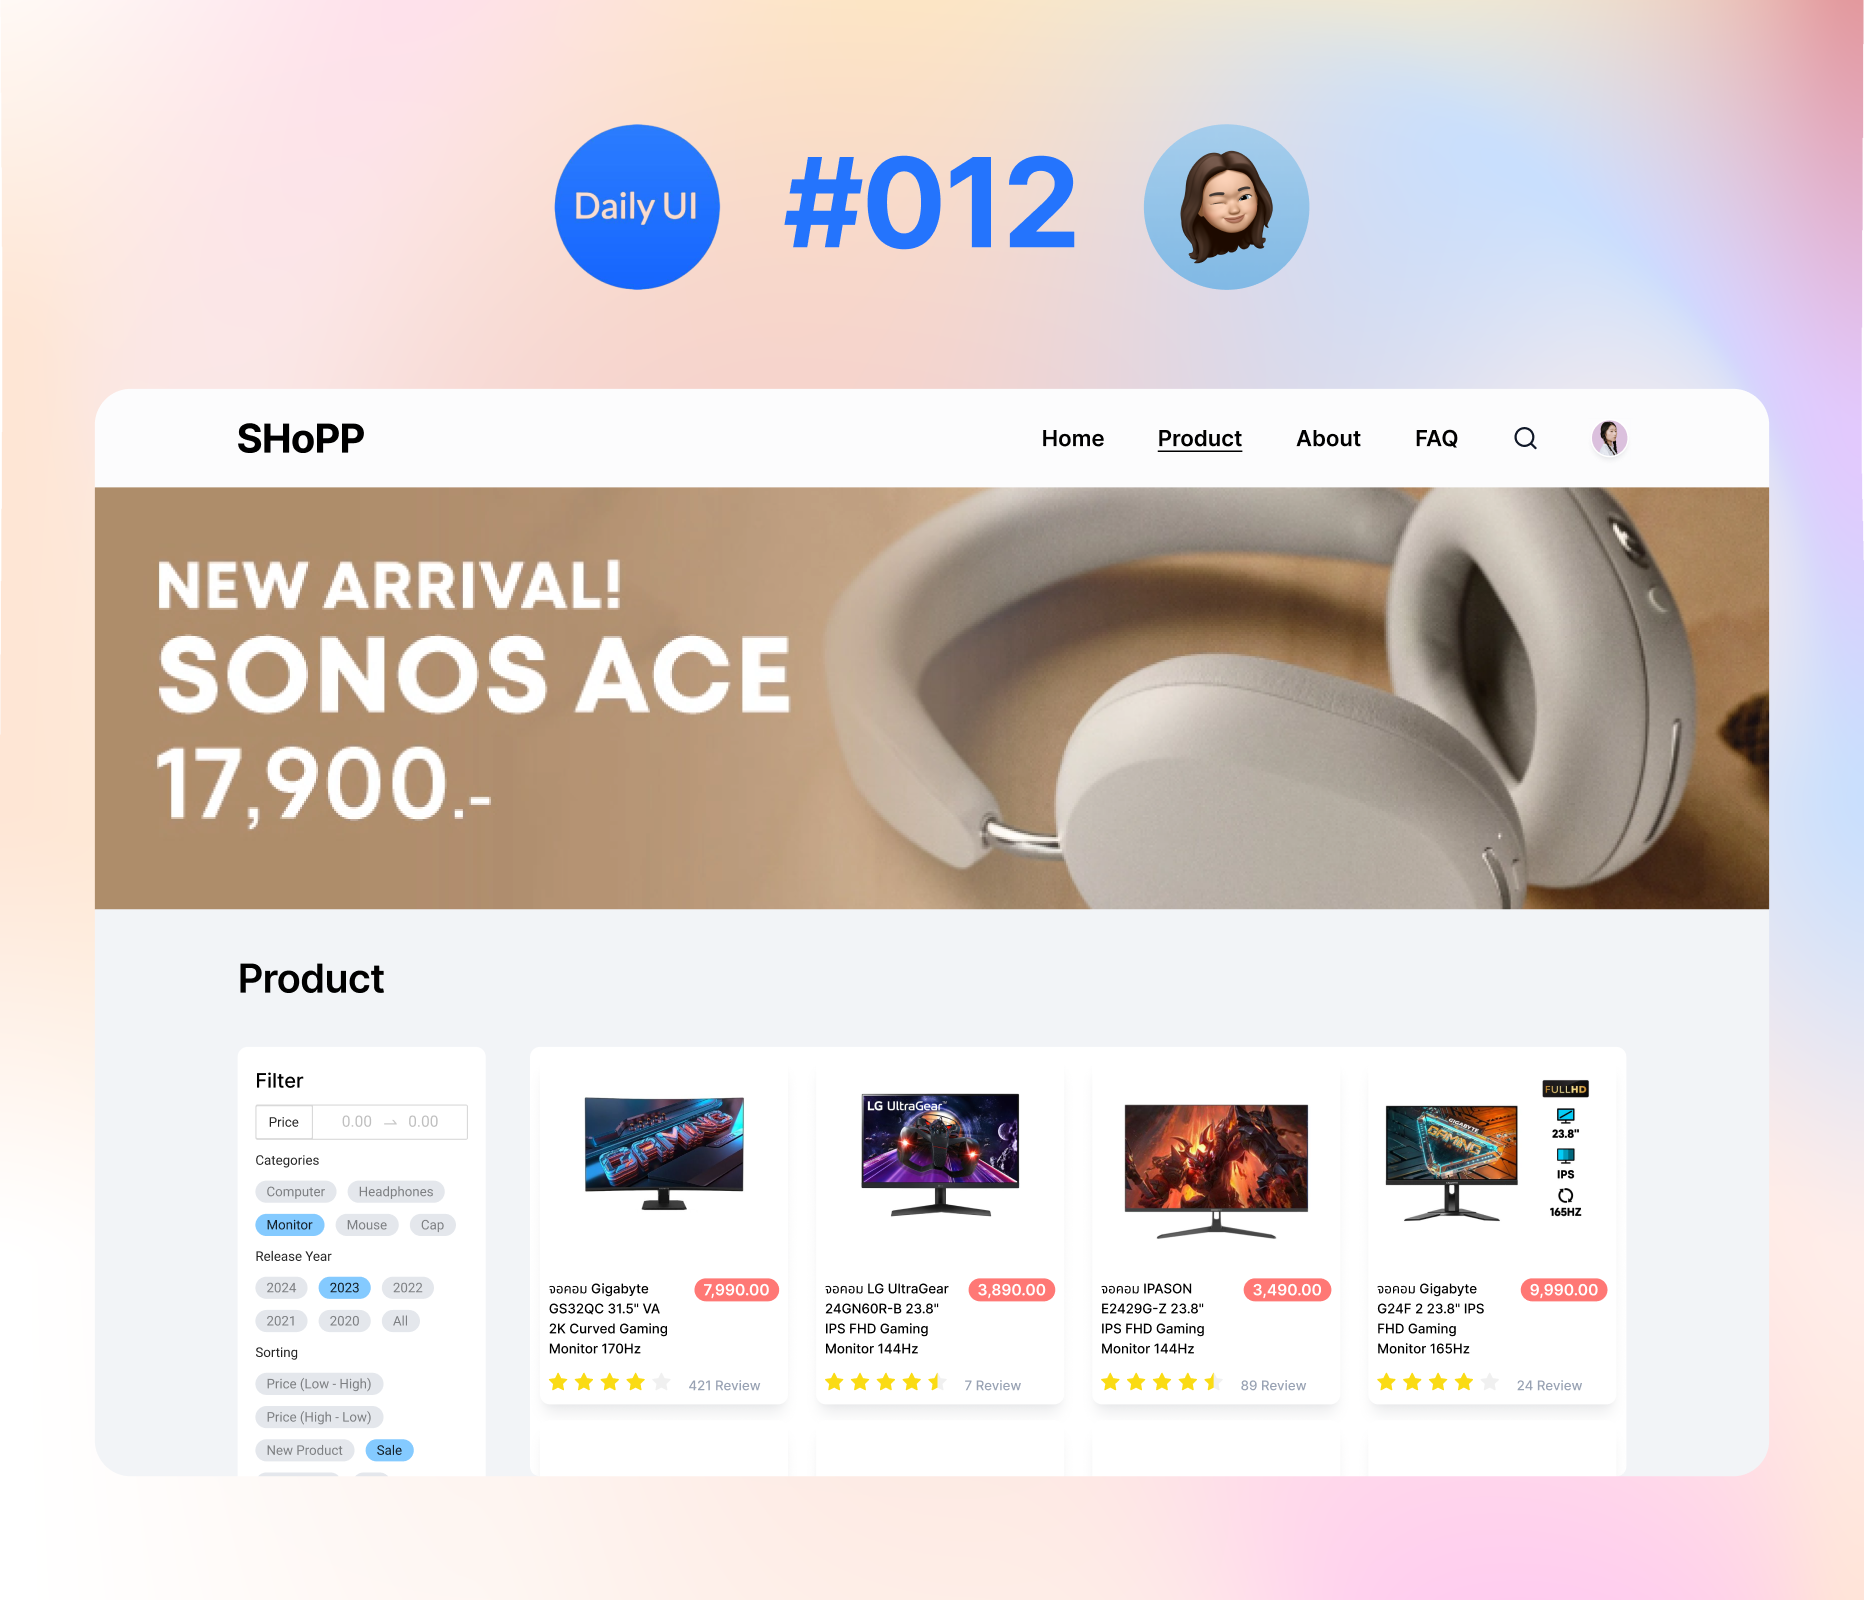 Daily UI
#012
SHoPP
Home
Product
About
FAQ
NEW ARRIVAL!
SONOS ACE
17,900.-
Product
Filter
Price
0.00 → 0.00
Categories
Computer
Headphones
Monitor
Mouse
Cap
Release Year
2024
2023
2022
2021
2020
All
Sorting
Price (Low - High)
Price (High - Low)
New Product
Sale
GAMING
จอคอม Gigabyte
GS32QC 31.5" VA
2K Curved Gaming
Monitor 170Hz
7,990.00
421 Review
LG UltraGear™
จอคอม LG UltraGear
24GN60R-B 23.8"
IPS FHD Gaming
Monitor 144Hz
3,890.00
7 Review
จอคอม IPASON
E2429G-Z 23.8"
IPS FHD Gaming
Monitor 144Hz
3,490.00
89 Review
GIGABYTE
GAMING
FULLHD
23.8"
IPS
165HZ
จอคอม Gigabyte
G24F 2 23.8" IPS
FHD Gaming
Monitor 165Hz
9,990.00
24 Review